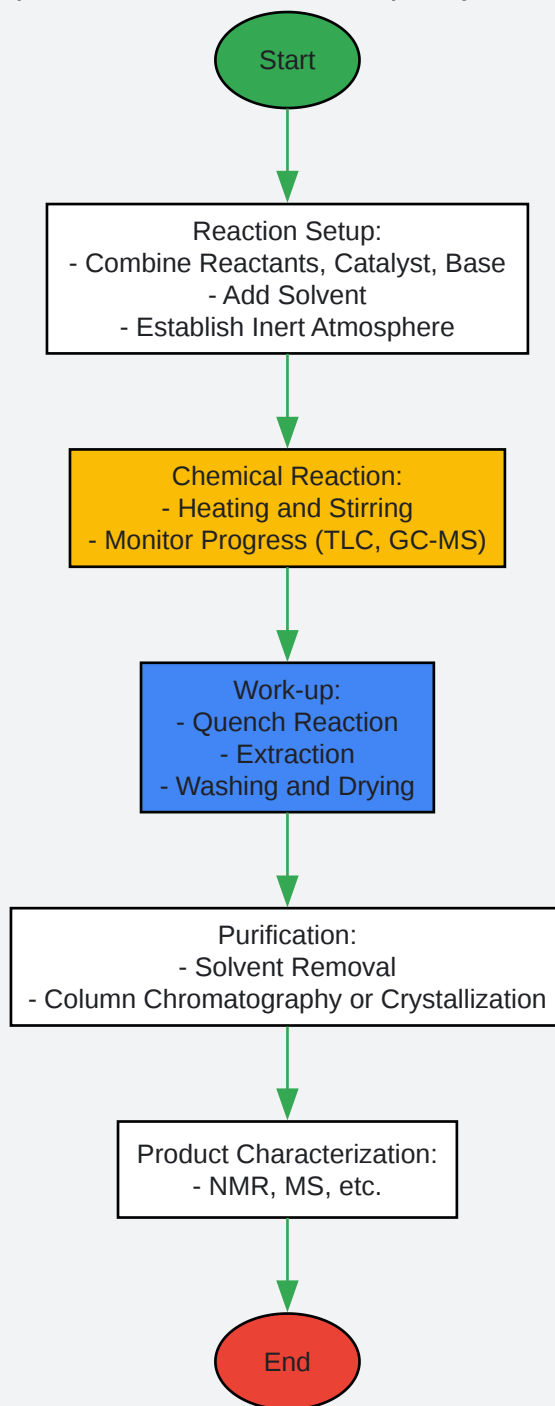 Start
Reaction Setup:
- Combine Reactants, Catalyst, Base
- Add Solvent
- Establish Inert Atmosphere
Chemical Reaction:
- Heating and Stirring
- Monitor Progress (TLC, GC-MS)
Work-up:
- Quench Reaction
- Extraction
- Washing and Drying
Purification:
- Solvent Removal
- Column Chromatography or Crystallization
Product Characterization:
- NMR, MS, etc.
End